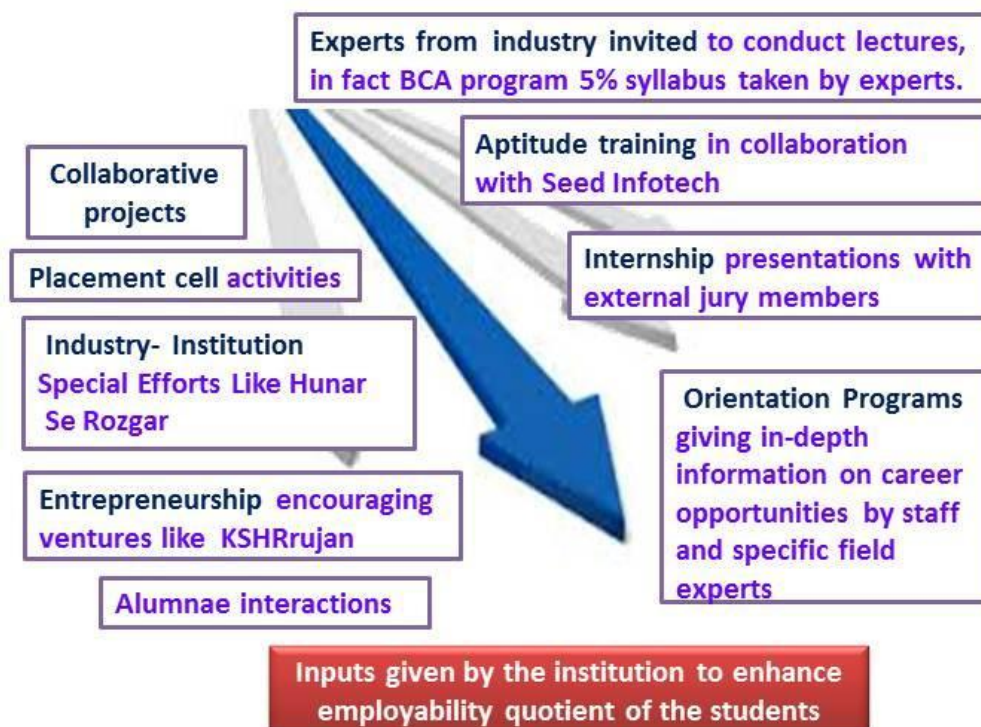 Experts from industry invited to conduct lectures,
in fact BCA program 5% syllabus taken by experts.
Aptitude training in collaboration
with Seed Infotech
Collaborative
projects
Internship presentations with
external jury members
Placement cell activities
Industry- Institution
Special Efforts Like Hunar
Se Rozgar
Orientation Programs
giving in-depth
information on career
opportunities by staff
and specific field
experts
Entrepreneurship encouraging
ventures like KSHRrujan
Alumnae interactions
Inputs given by the institution to enhance
employability quotient of the students